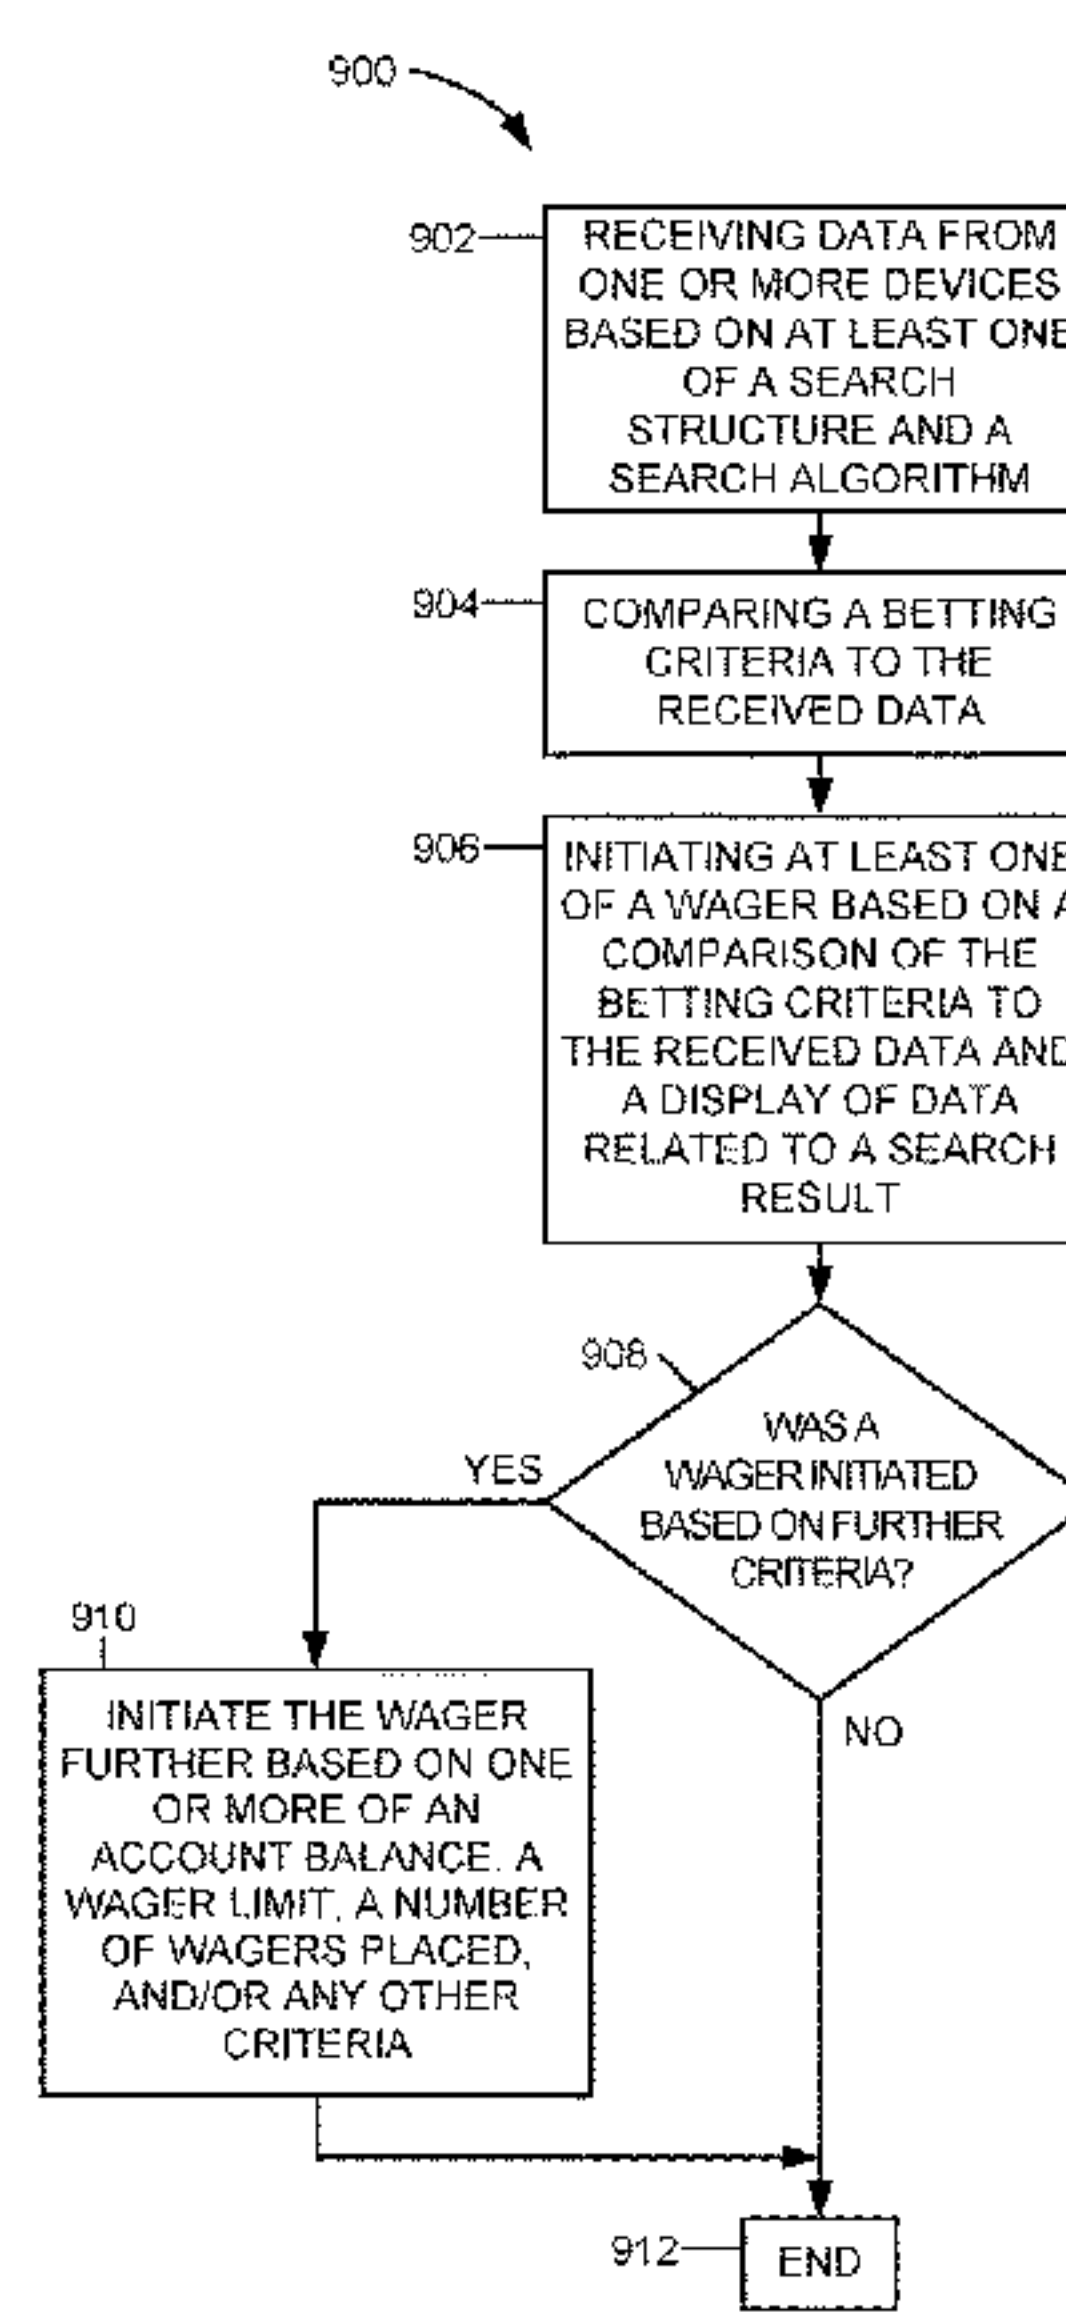 900
902
RECEIVING DATA FROM
ONE OR MORE DEVICES
BASED ON AT LEAST ONE
OF A SEARCH
STRUCTURE AND A
SEARCH ALGORITHM
904
COMPARING A BETTING
CRITERIA TO THE
RECEIVED DATA
906
INITIATING AT LEAST ONE
OF A WAGER BASED ON A
COMPARISON OF THE
BETTING CRITERIA TO
THE RECEIVED DATA AND
A DISPLAY OF DATA
RELATED TO A SEARCH
RESULT
908
WAS A
WAGER INITIATED
BASED ON FURTHER
CRITERIA?
YES
NO
910
INITIATE THE WAGER
FURTHER BASED ON ONE
OR MORE OF AN
ACCOUNT BALANCE, A
WAGER LIMIT, A NUMBER
OF WAGERS PLACED,
AND/OR ANY OTHER
CRITERIA
912
END